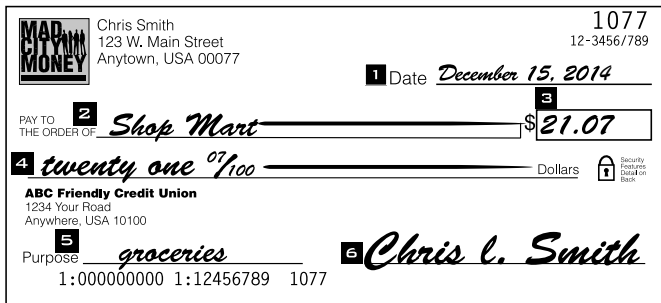 MAD CITY MONEY
Chris Smith
123 W. Main Street
Anytown, USA 00077
1077
12-3456/789
1 Date December 15, 2014
PAY TO THE ORDER OF 2 Shop Mart $ 3 21.07
4 twenty one 07/100 Dollars
Security Features Detail on Back
ABC Friendly Credit Union
1234 Your Road
Anywhere, USA 10100
5 Purpose groceries
6 Chris l. Smith
1:000000000 1:12456789 1077